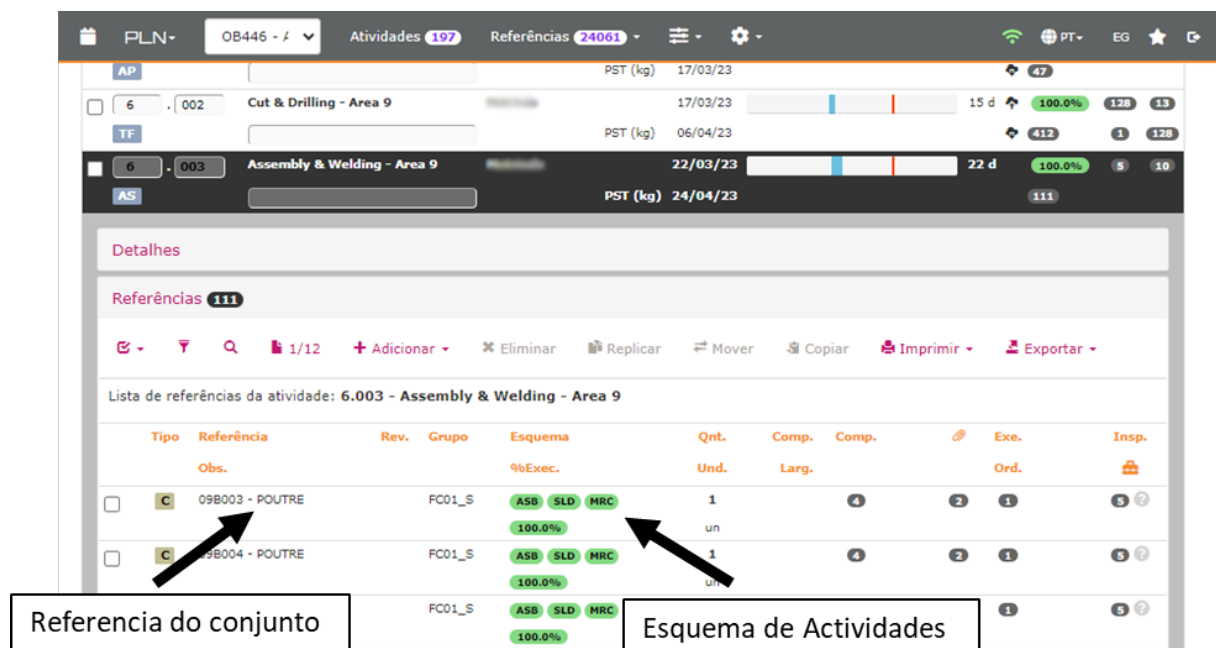 PLN OB446 - A Atividades 197 Referências 24061 PT EG
AP PST (kg) 17/03/23 47
6 . 002 Cut & Drilling - Area 9 17/03/23 15 d 100.0% 128 13
TF PST (kg) 06/04/23 412 1 128
6 . 003 Assembly & Welding - Area 9 22/03/23 22 d 100.0% 5 10
AS PST (kg) 24/04/23 111
Detalhes
Referências 111
1/12 Adicionar Eliminar Replicar Mover Copiar Imprimir Exportar
Lista de referências da atividade: 6.003 - Assembly & Welding - Area 9
Tipo Referência Rev. Grupo Esquema Qnt. Comp. Comp. Exe. Insp.
Obs. %Exec. Und. Larg. Ord.
C 09B003 - POUTRE FC01_S ASB SLD MRC 1 4 2 1 5 ?
100.0% un
C 09B004 - POUTRE FC01_S ASB SLD MRC 1 4 2 1 5 ?
100.0% un
FC01_S ASB SLD MRC 1 5 ?
100.0%
Referencia do conjunto
Esquema de Actividades